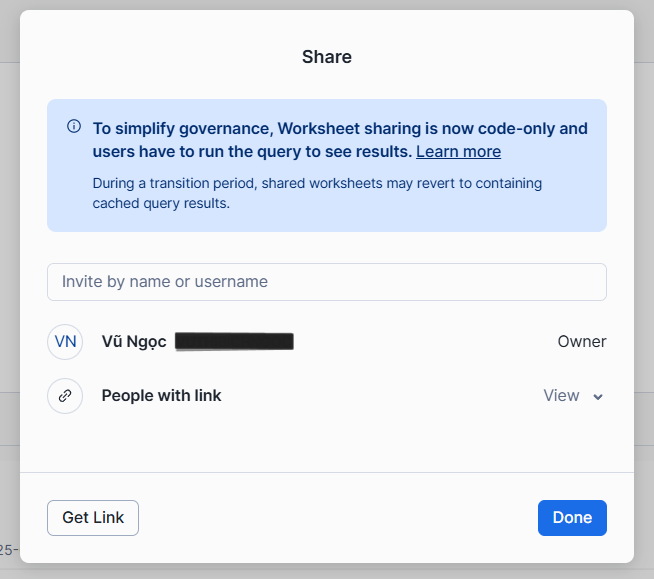 Share
To simplify governance, Worksheet sharing is now code-only and
users have to run the query to see results. Learn more
During a transition period, shared worksheets may revert to containing
cached query results.
Invite by name or username
VN Vũ Ngọc Owner
People with link View
Get Link Done
25-